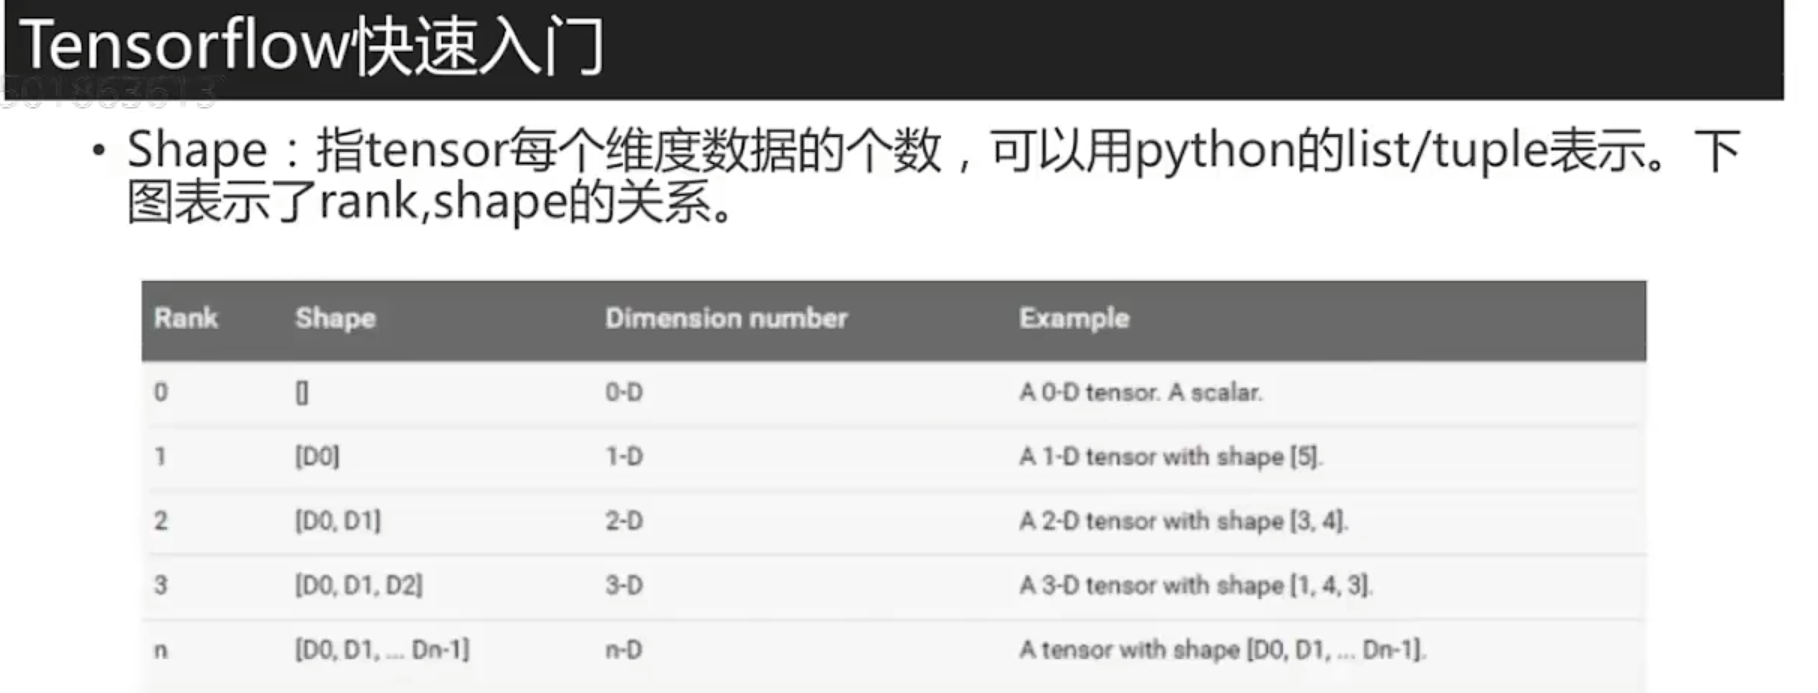 Tensorflow快速入门
501863613
• Shape：指tensor每个维度数据的个数，可以用python的list/tuple表示。下
图表示了rank,shape的关系。
Rank Shape Dimension number Example
0 [] 0-D A 0-D tensor. A scalar.
1 [D0] 1-D A 1-D tensor with shape [5].
2 [D0, D1] 2-D A 2-D tensor with shape [3, 4].
3 [D0, D1, D2] 3-D A 3-D tensor with shape [1, 4, 3].
n [D0, D1, ... Dn-1] n-D A tensor with shape [D0, D1, ... Dn-1].